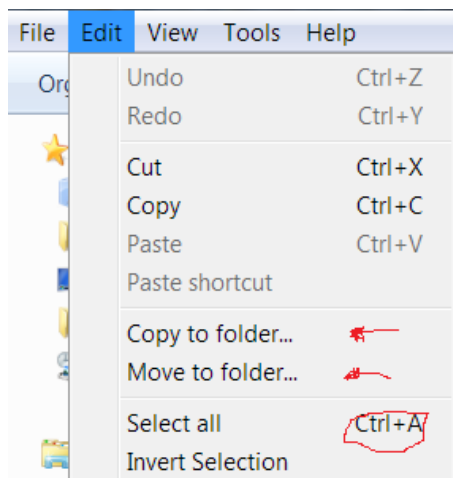 File Edit View Tools Help
Org
Undo Ctrl+Z
Redo Ctrl+Y
Cut Ctrl+X
Copy Ctrl+C
Paste Ctrl+V
Paste shortcut
Copy to folder...
Move to folder...
Select all Ctrl+A
Invert Selection